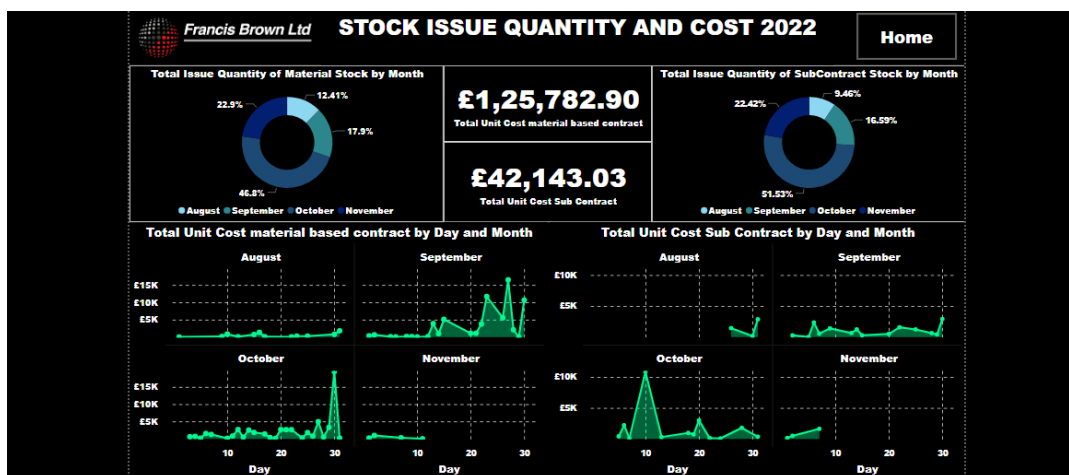 Francis Brown Ltd
STOCK ISSUE QUANTITY AND COST 2022
Home
Total Issue Quantity of Material Stock by Month
12.41%
22.9%
17.9%
46.8%
August September October November
£1,25,782.90
Total Unit Cost material based contract
£42,143.03
Total Unit Cost Sub Contract
Total Issue Quantity of SubContract Stock by Month
9.46%
22.42%
16.59%
51.53%
August September October November
Total Unit Cost material based contract by Day and Month
August September
£15K
£10K
£5K
October November
£15K
£10K
£5K
10 20 30 10 20 30
Day Day
Total Unit Cost Sub Contract by Day and Month
August September
£10K
£5K
October November
£10K
£5K
10 20 30 10 20 30
Day Day